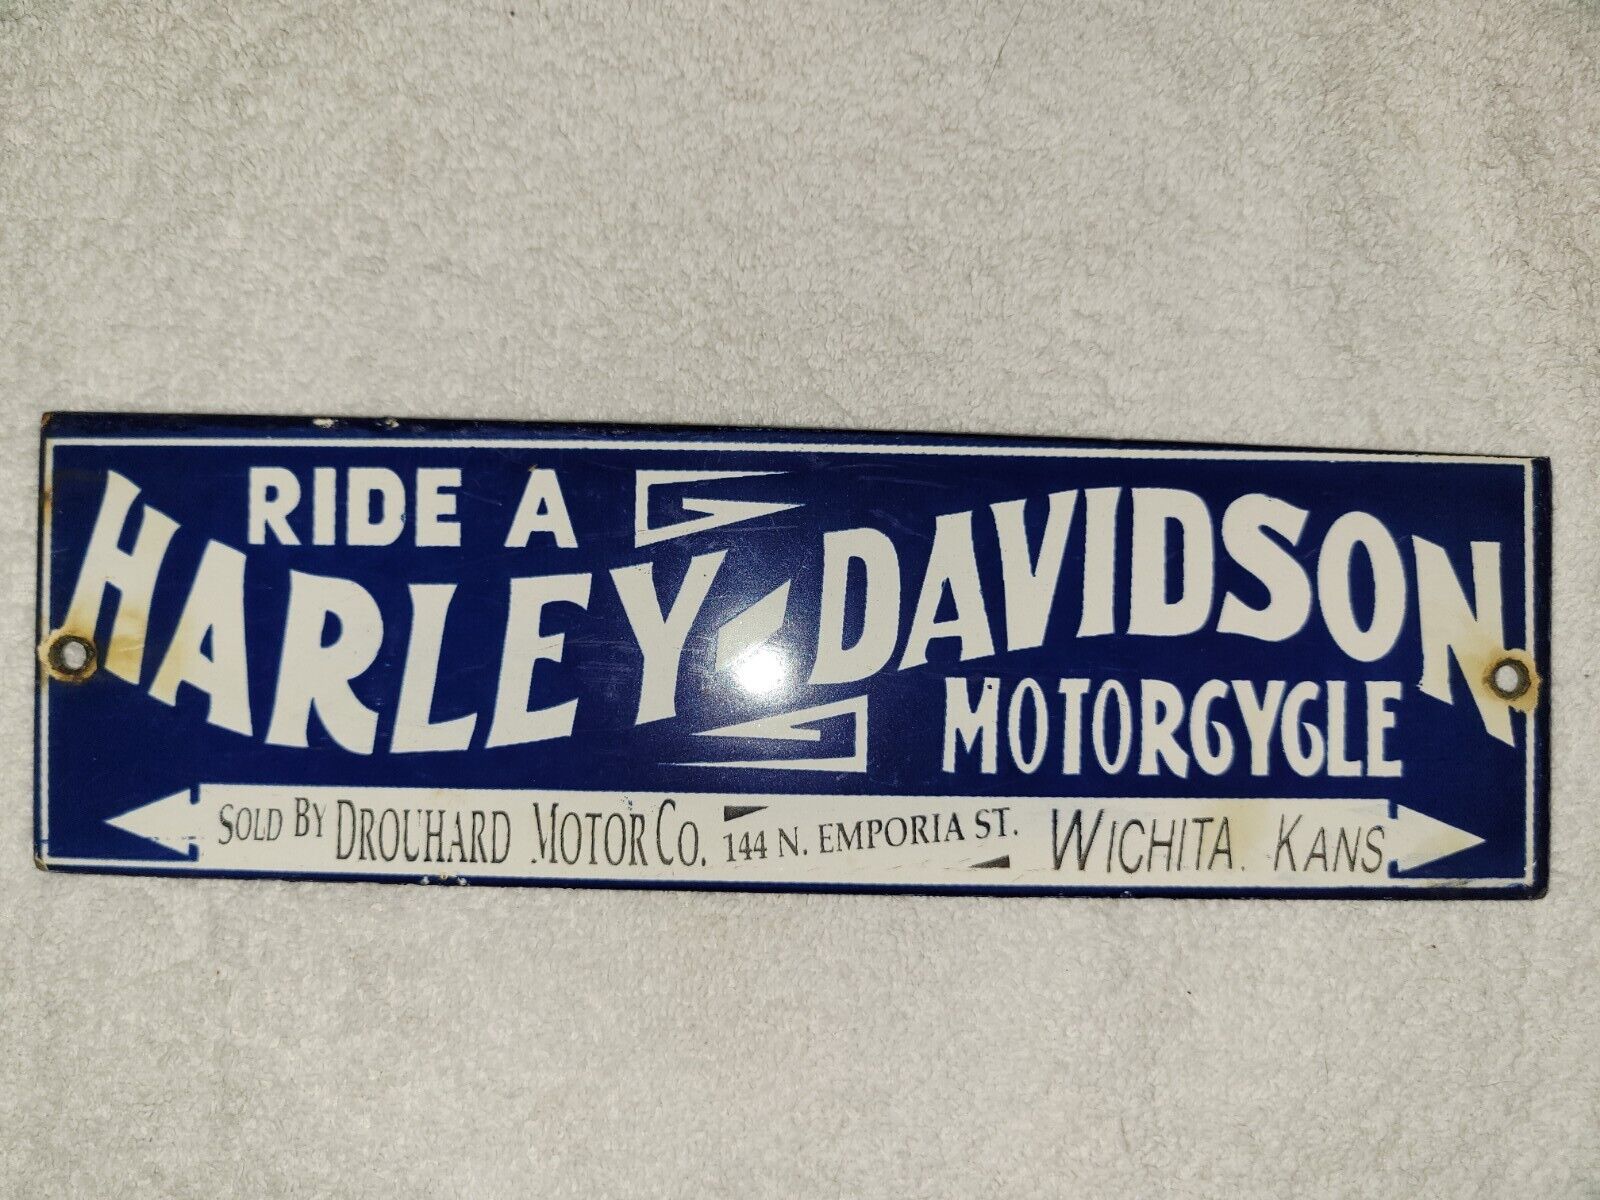 RIDE A
HARLEY-DAVIDSON
MOTORGYGLE
SOLD BY DROUHARD MOTOR CO. 144 N. EMPORIA ST. WICHITA. KANS